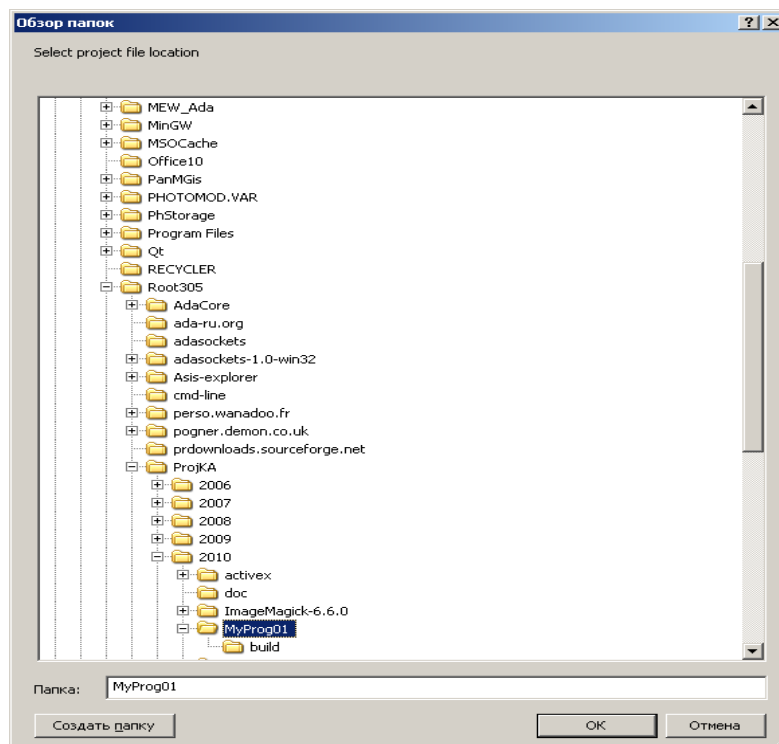 Обзор папок
Select project file location
MEW_Ada
MinGW
MSOCache
Office10
PanMGis
PHOTOMOD.VAR
PhStorage
Program Files
Qt
RECYCLER
Root305
AdaCore
ada-ru.org
adasockets
adasockets-1.0-win32
Asis-explorer
cmd-line
perso.wanadoo.fr
pogner.demon.co.uk
prdownloads.sourceforge.net
ProjKA
2006
2007
2008
2009
2010
activex
doc
ImageMagick-6.6.0
MyProg01
build
Папка: MyProg01
Создать папку OK Отмена